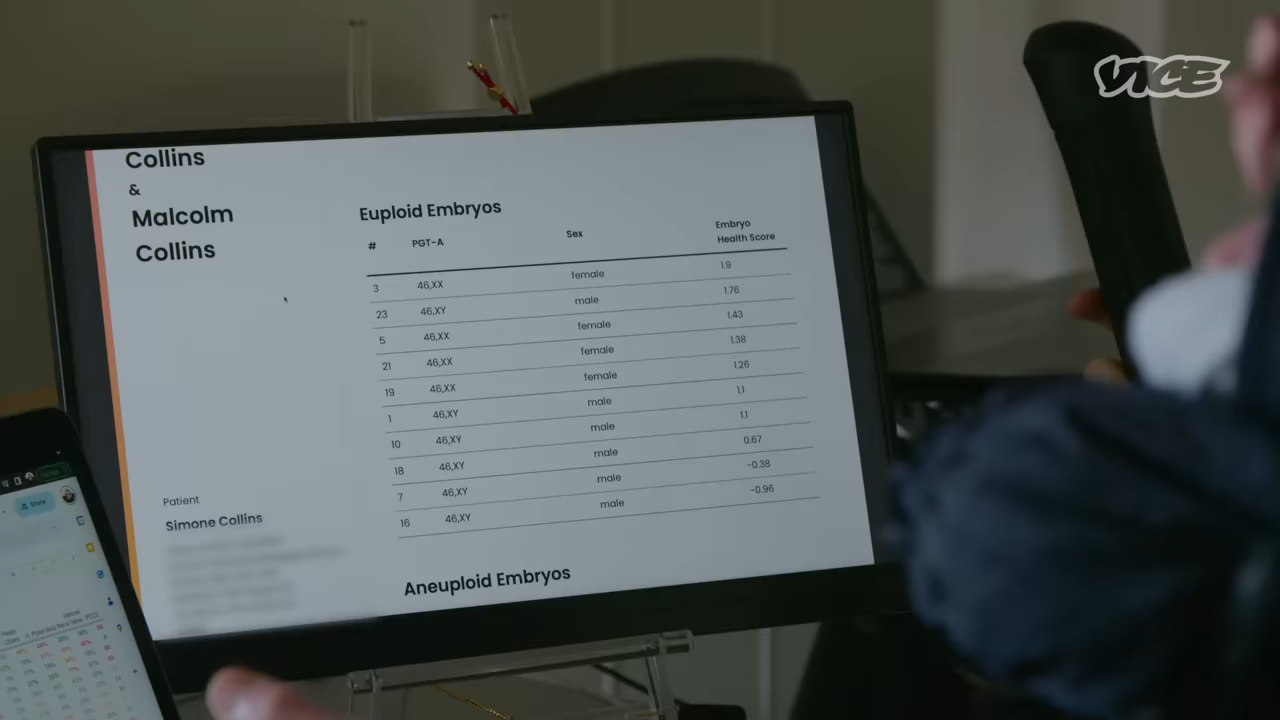 VICE
Collins
&
Malcolm
Collins
Euploid Embryos
# PGT-A Sex Embryo Health Score
3 46,XX female 1.9
23 46,XY male 1.76
5 46,XX female 1.43
21 46,XX female 1.38
19 46,XX female 1.26
1 46,XY male 1.1
10 46,XY male 1.1
18 46,XY male 0.67
7 46,XY male -0.38
16 46,XY male -0.96
Patient
Simone Collins
Aneuploid Embryos
Share